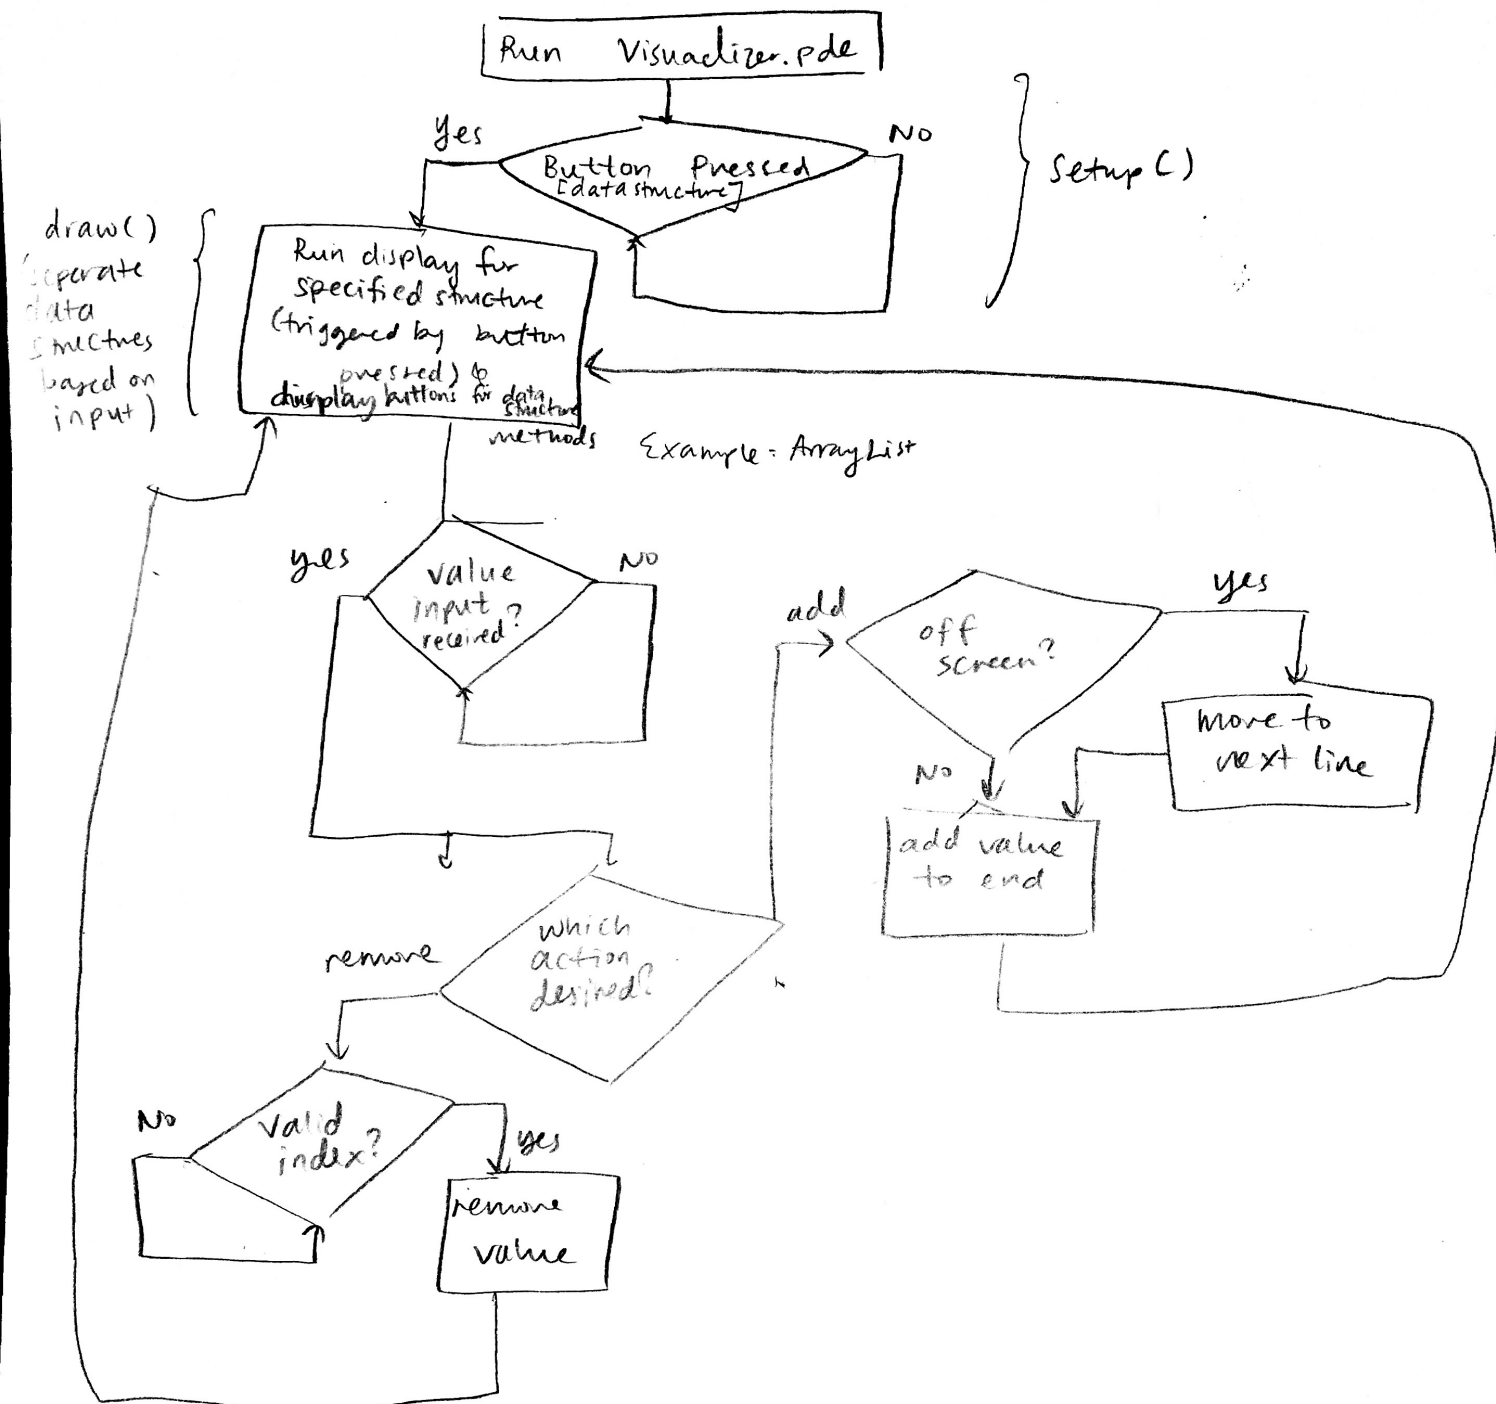 Run Visuaclizer.pde
Yes
No
Button Pressed
[data structure]
Setup()
draw()
(seperate
data
structures
based on
input)
Run display for
specified structure
(triggered by button
pressed) &
display buttons for data
structure
methods
Example: ArrayList
yes
No
value
input
received?
add
off
screen?
yes
move to
next line
No
add value
to end
which
action
desired?
remove
No
valid
index?
yes
remove
value